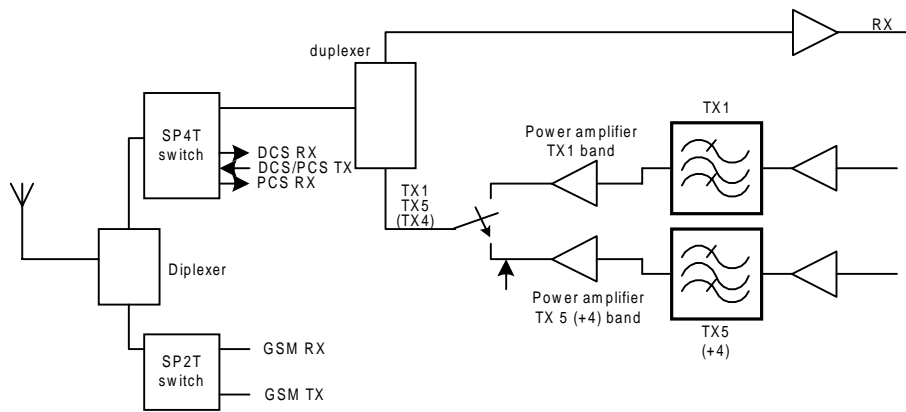 RX
duplexer
TX1
SP4T
switch
Power amplifier
TX1 band
DCS RX
DCS/PCS TX
PCS RX
TX1
TX5
(TX4)
Diplexer
Power amplifier
TX 5 (+4) band
TX5
(+4)
SP2T
switch
GSM RX
GSM TX